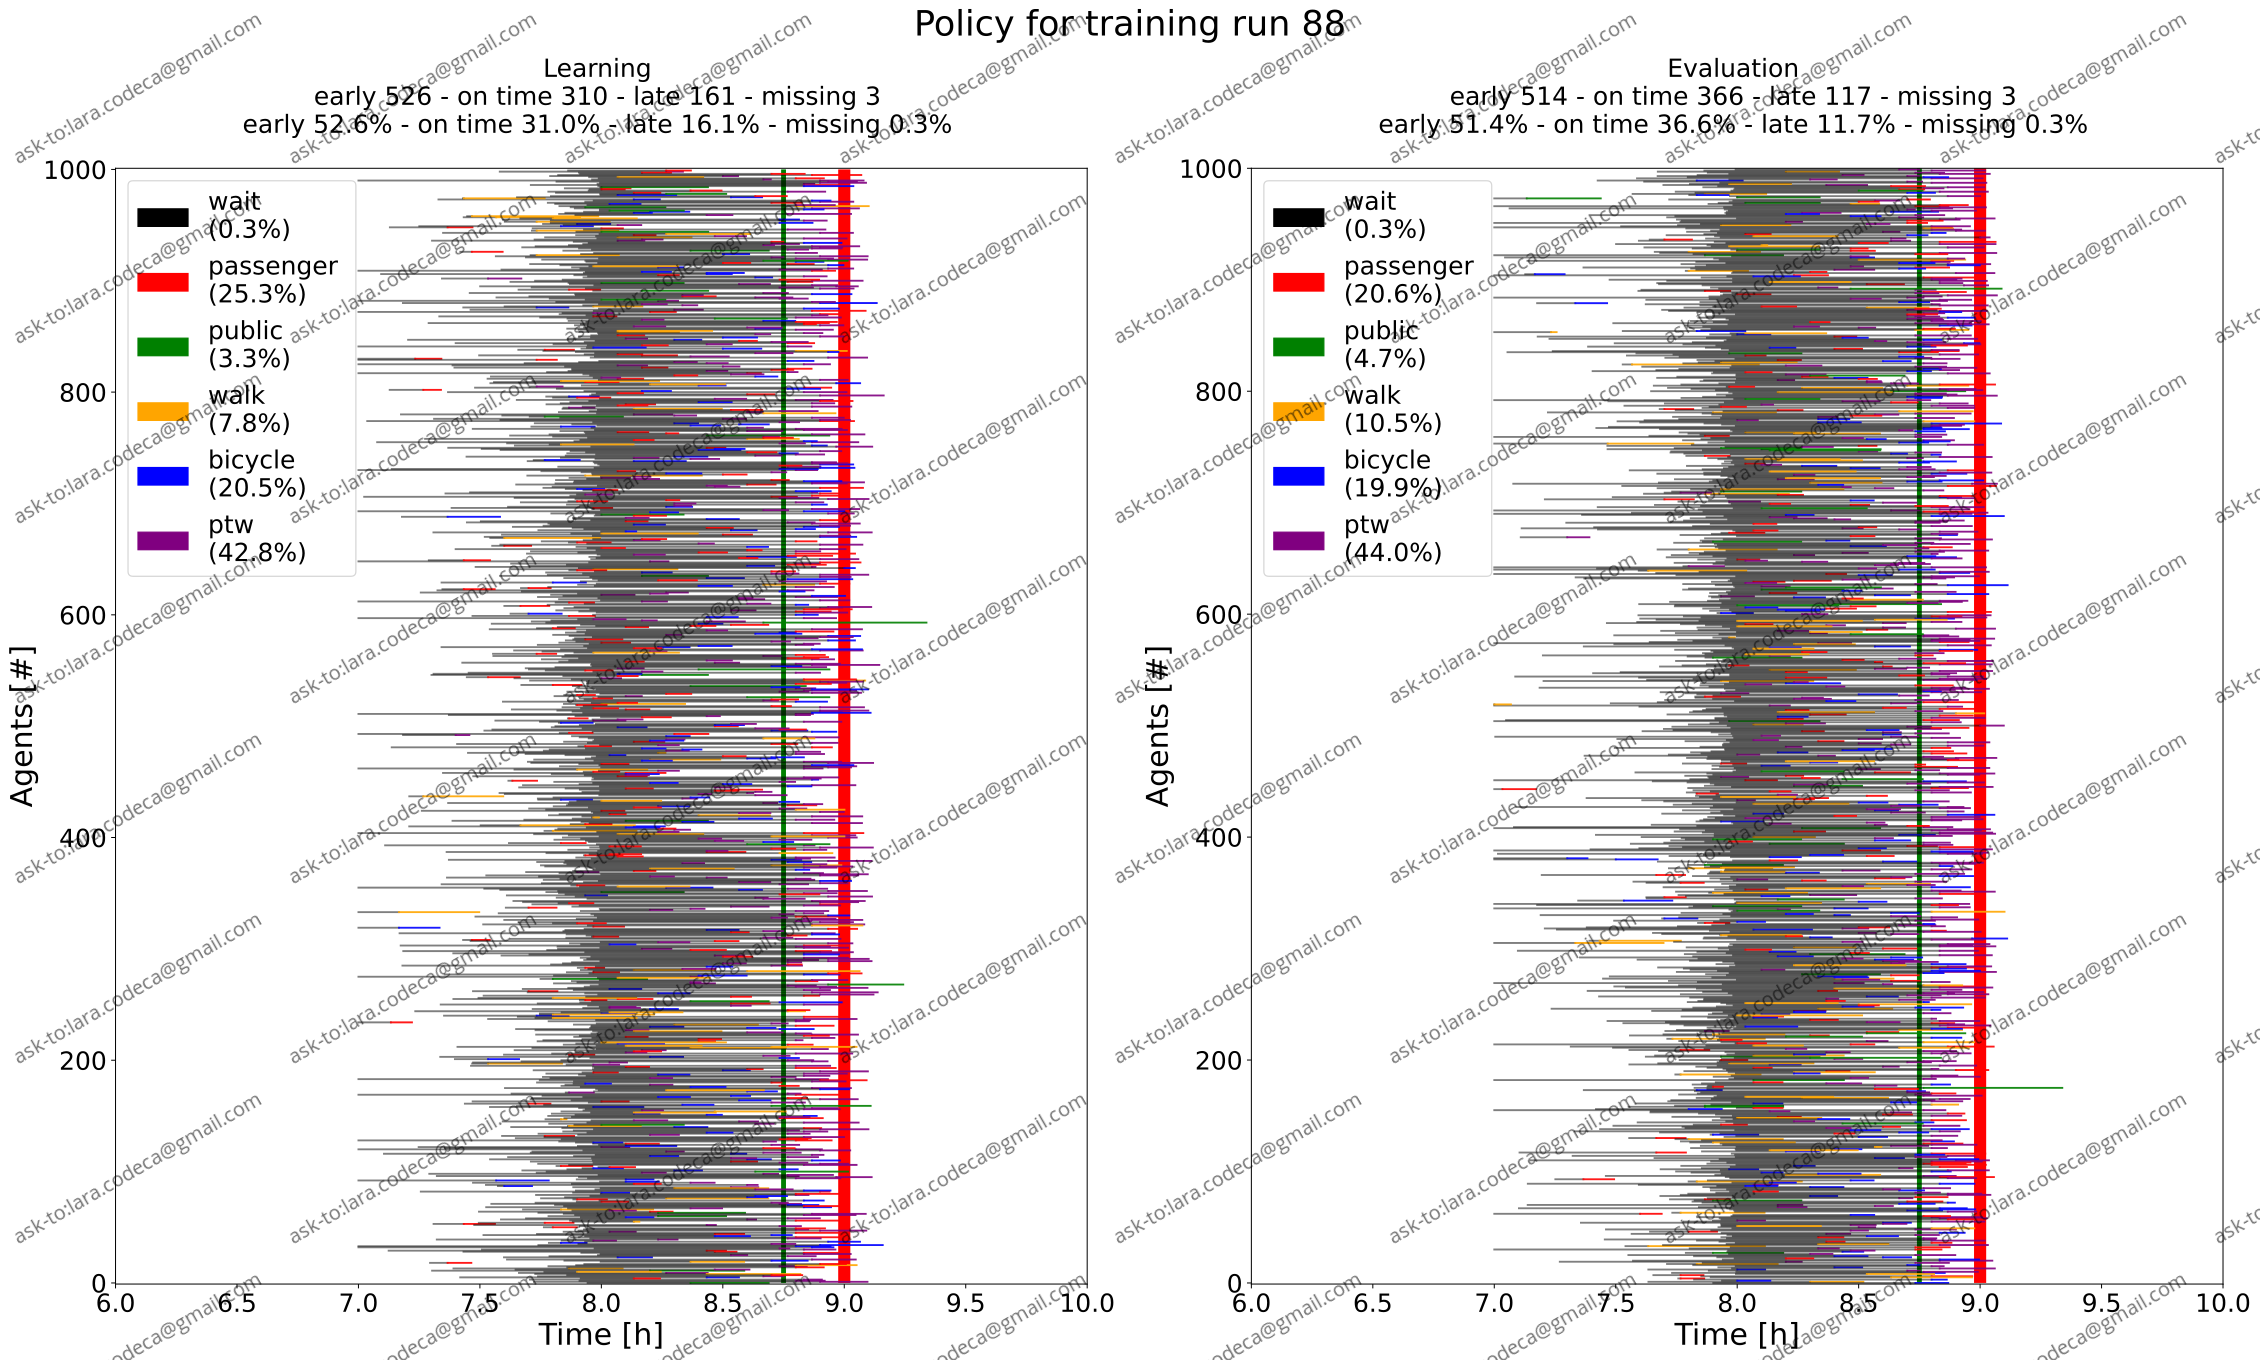 Policy for training run 88
Learning
early 526 - on time 310 - late 161 - missing 3
early 52.6% - on time 31.0% - late 16.1% - missing 0.3%
1000
800
600
400
200
0
Agents [#]
wait
(0.3%)
passenger
(25.3%)
public
(3.3%)
walk
(7.8%)
bicycle
(20.5%)
ptw
(42.8%)
6.0 6.5 7.0 7.5 8.0 8.5 9.0 9.5 10.0
Time [h]
Evaluation
early 514 - on time 366 - late 117 - missing 3
early 51.4% - on time 36.6% - late 11.7% - missing 0.3%
1000
800
600
400
200
0
Agents [#]
wait
(0.3%)
passenger
(20.6%)
public
(4.7%)
walk
(10.5%)
bicycle
(19.9%)
ptw
(44.0%)
6.0 6.5 7.0 7.5 8.0 8.5 9.0 9.5 10.0
Time [h]
ask-to:lara.codeca@gmail.com